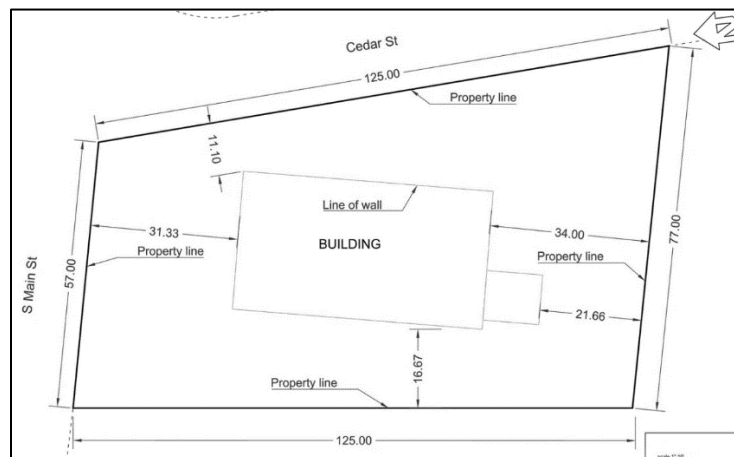 Cedar St
125.00
Property line
11.10
Line of wall
31.33
34.00
77.00
BUILDING
Property line
Property line
57.00
S Main St
21.66
16.67
Property line
125.00